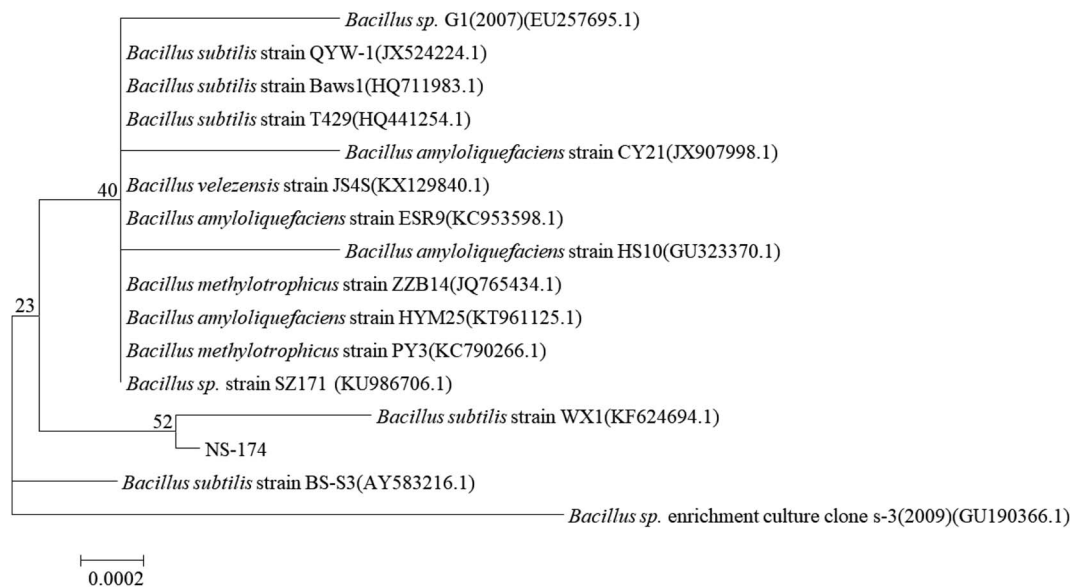 Bacillus sp. G1(2007)(EU257695.1)
Bacillus subtilis strain QYW-1(JX524224.1)
Bacillus subtilis strain Baws1(HQ711983.1)
Bacillus subtilis strain T429(HQ441254.1)
Bacillus amyloliquefaciens strain CY21(JX907998.1)
40
Bacillus velezensis strain JS4S(KX129840.1)
Bacillus amyloliquefaciens strain ESR9(KC953598.1)
Bacillus amyloliquefaciens strain HS10(GU323370.1)
Bacillus methylotrophicus strain ZZB14(JQ765434.1)
23
Bacillus amyloliquefaciens strain HYM25(KT961125.1)
Bacillus methylotrophicus strain PY3(KC790266.1)
Bacillus sp. strain SZ171 (KU986706.1)
52
Bacillus subtilis strain WX1(KF624694.1)
NS-174
Bacillus subtilis strain BS-S3(AY583216.1)
Bacillus sp. enrichment culture clone s-3(2009)(GU190366.1)
0.0002